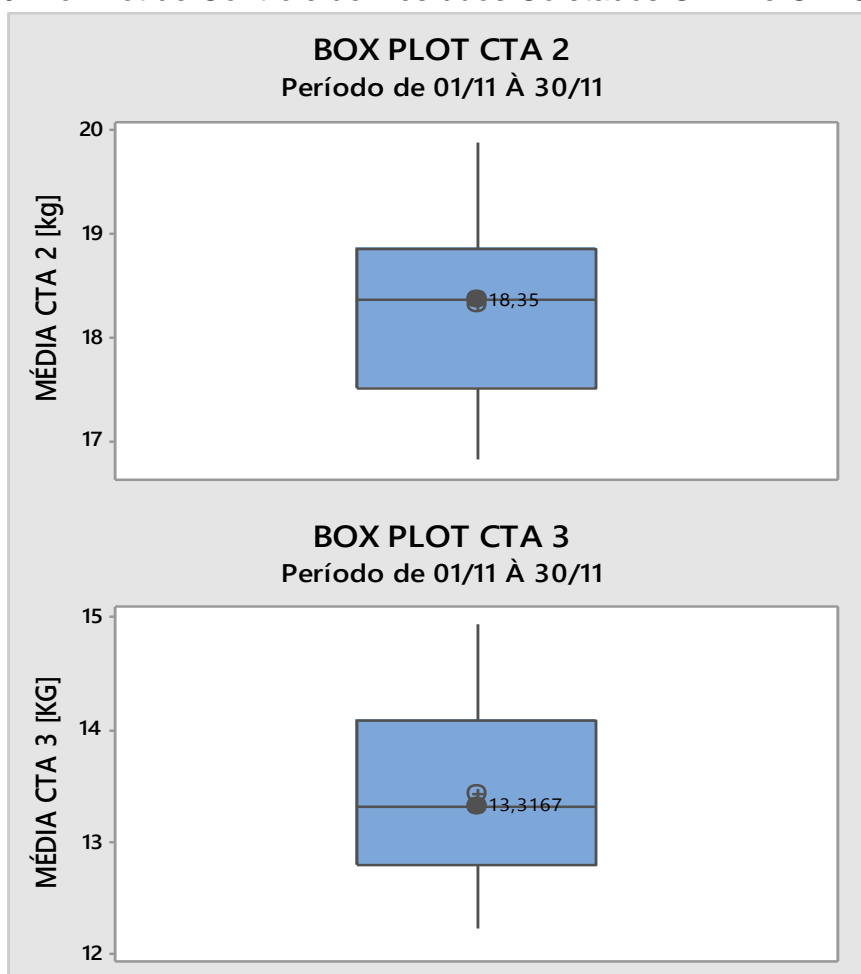 BOX PLOT CTA 2
Período de 01/11 À 30/11
MÉDIA CTA 2 [kg]
20
19
18
17
18,35
BOX PLOT CTA 3
Período de 01/11 À 30/11
MÉDIA CTA 3 [KG]
15
14
13
12
13,3167